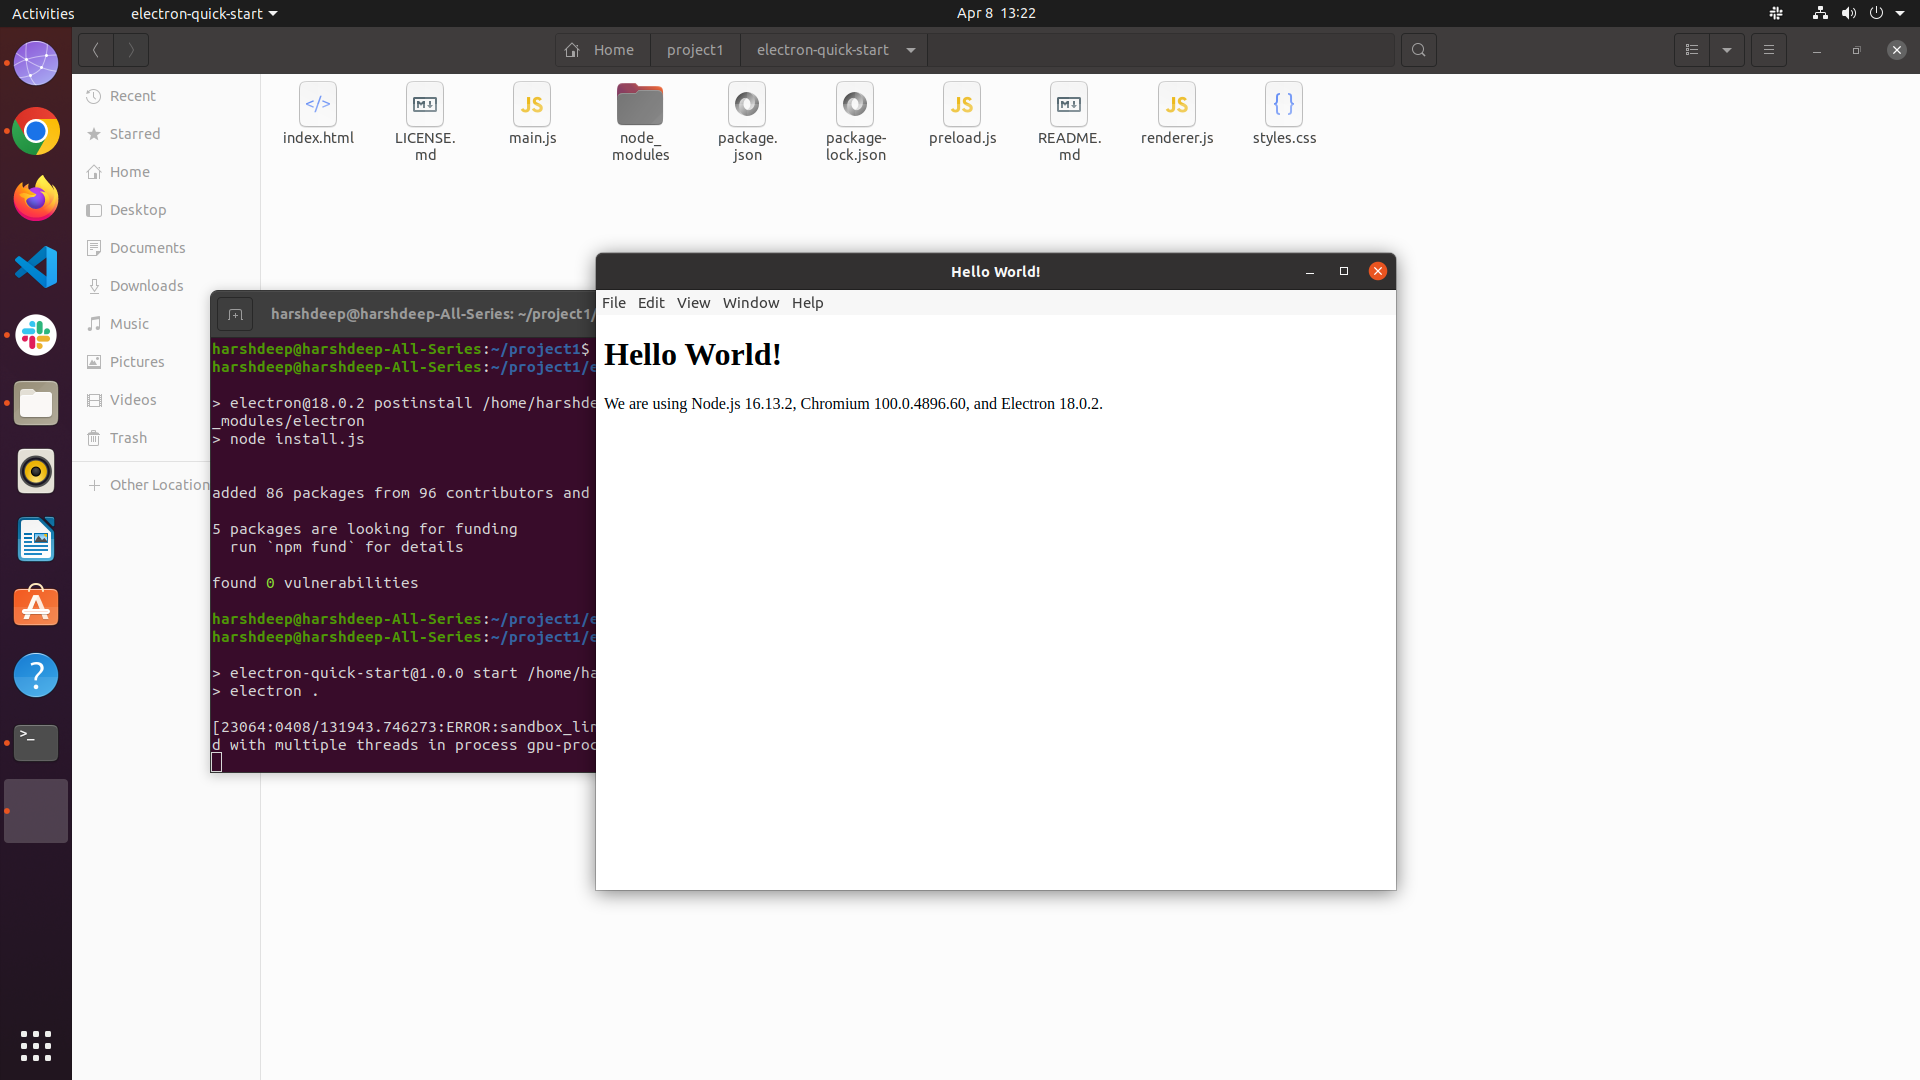 Activities
electron-quick-start
Apr 8 13:22
Home
project1
electron-quick-start
Recent
Starred
Home
Desktop
Documents
Downloads
Music
Pictures
Videos
Trash
Other Location
index.html
LICENSE.
md
main.js
node_
modules
package.
json
package-
lock.json
preload.js
README.
md
renderer.js
styles.css
harshdeep@harshdeep-All-Series: ~/project1/
harshdeep@harshdeep-All-Series:~/project1$
harshdeep@harshdeep-All-Series:~/project1/e
> electron@18.0.2 postinstall /home/harshde
_modules/electron
> node install.js
added 86 packages from 96 contributors and
5 packages are looking for funding
run `npm fund` for details
found 0 vulnerabilities
harshdeep@harshdeep-All-Series:~/project1/e
harshdeep@harshdeep-All-Series:~/project1/e
> electron-quick-start@1.0.0 start /home/ha
> electron .
[23064:0408/131943.746273:ERROR:sandbox_lin
d with multiple threads in process gpu-proc
Hello World!
File Edit View Window Help
Hello World!
We are using Node.js 16.13.2, Chromium 100.0.4896.60, and Electron 18.0.2.